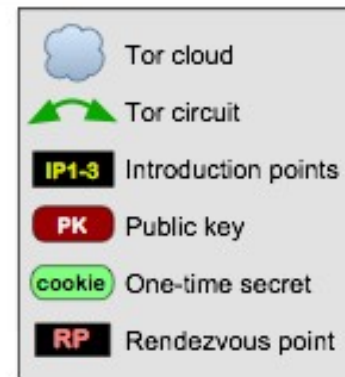 Tor cloud
Tor circuit
IP1-3 Introduction points
PK Public key
cookie One-time secret
RP Rendezvous point